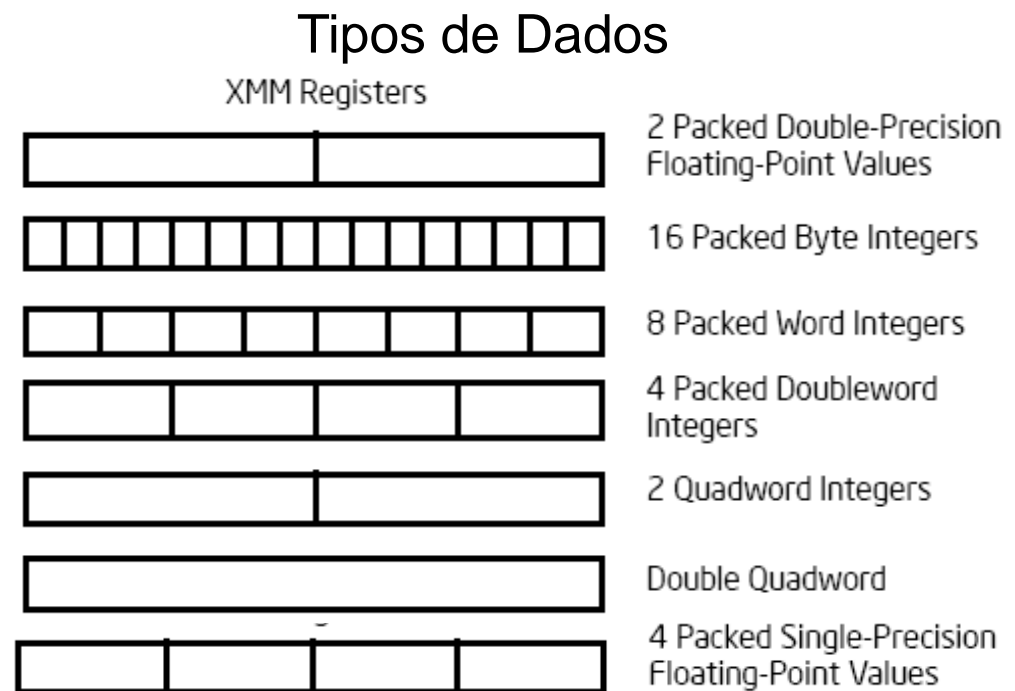 Tipos de Dados
XMM Registers
2 Packed Double-Precision
Floating-Point Values
16 Packed Byte Integers
8 Packed Word Integers
4 Packed Doubleword
Integers
2 Quadword Integers
Double Quadword
4 Packed Single-Precision
Floating-Point Values